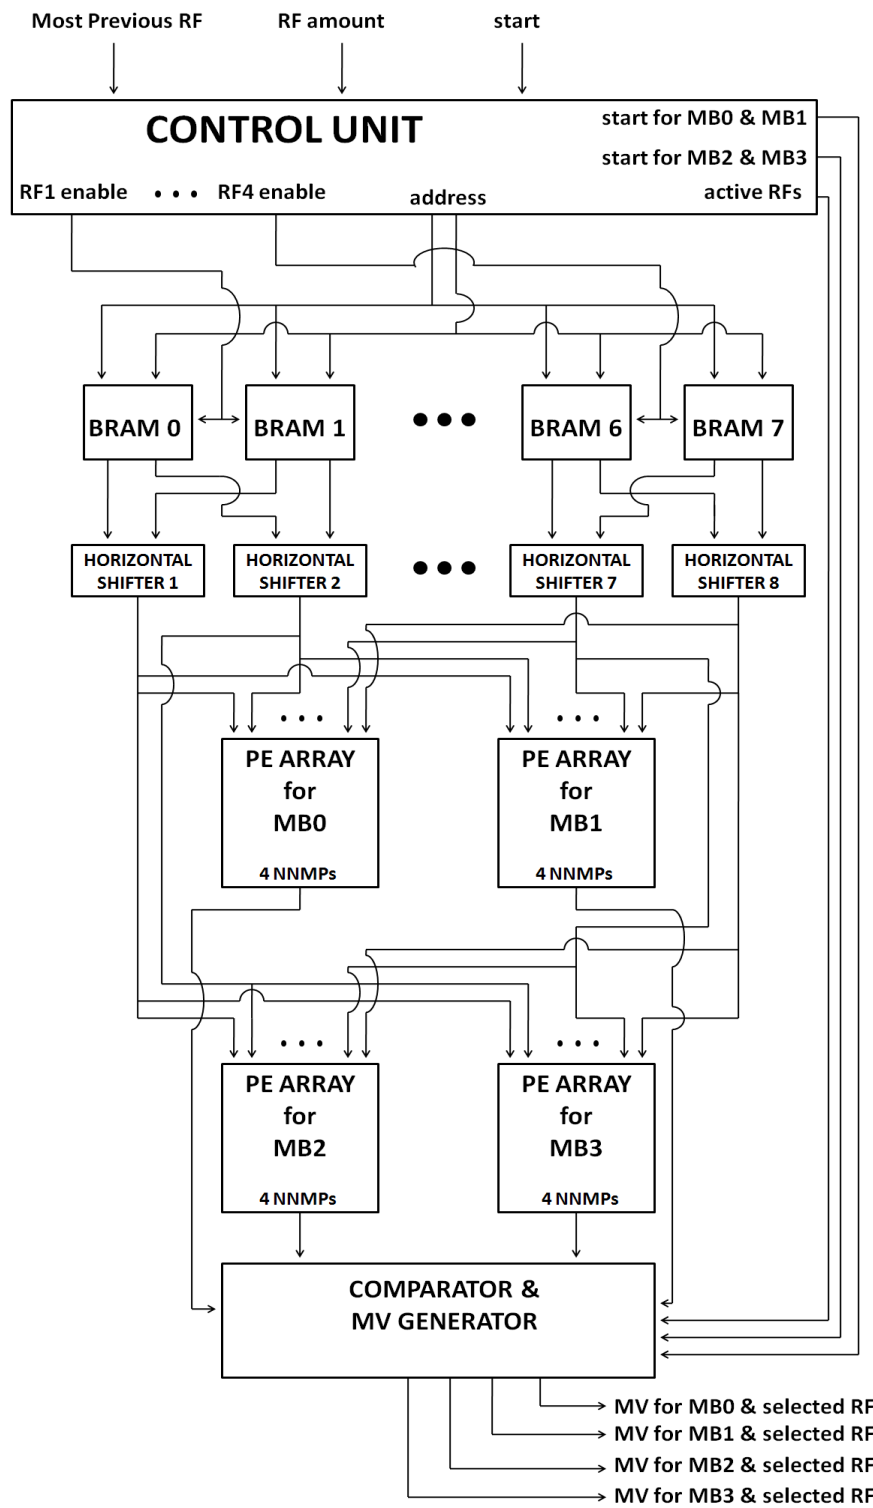 Most Previous RF RF amount start
CONTROL UNIT
start for MB0 & MB1
start for MB2 & MB3
RF1 enable • • • RF4 enable address active RFs
BRAM 0 BRAM 1 ••• BRAM 6 BRAM 7
HORIZONTAL SHIFTER 1
HORIZONTAL SHIFTER 2
•••
HORIZONTAL SHIFTER 7
HORIZONTAL SHIFTER 8
• • •
• • •
PE ARRAY
for
MB0
4 NNMPs
PE ARRAY
for
MB1
4 NNMPs
• • •
• • •
PE ARRAY
for
MB2
4 NNMPs
PE ARRAY
for
MB3
4 NNMPs
COMPARATOR &
MV GENERATOR
MV for MB0 & selected RF
MV for MB1 & selected RF
MV for MB2 & selected RF
MV for MB3 & selected RF